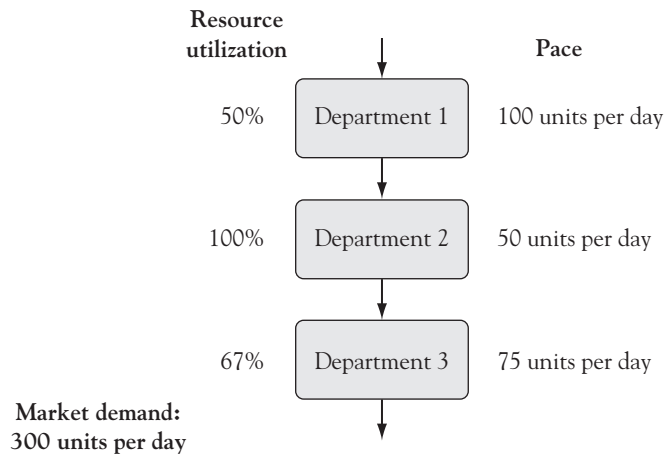 Resource
utilization
Pace
50%
Department 1
100 units per day
100%
Department 2
50 units per day
67%
Department 3
75 units per day
Market demand:
300 units per day